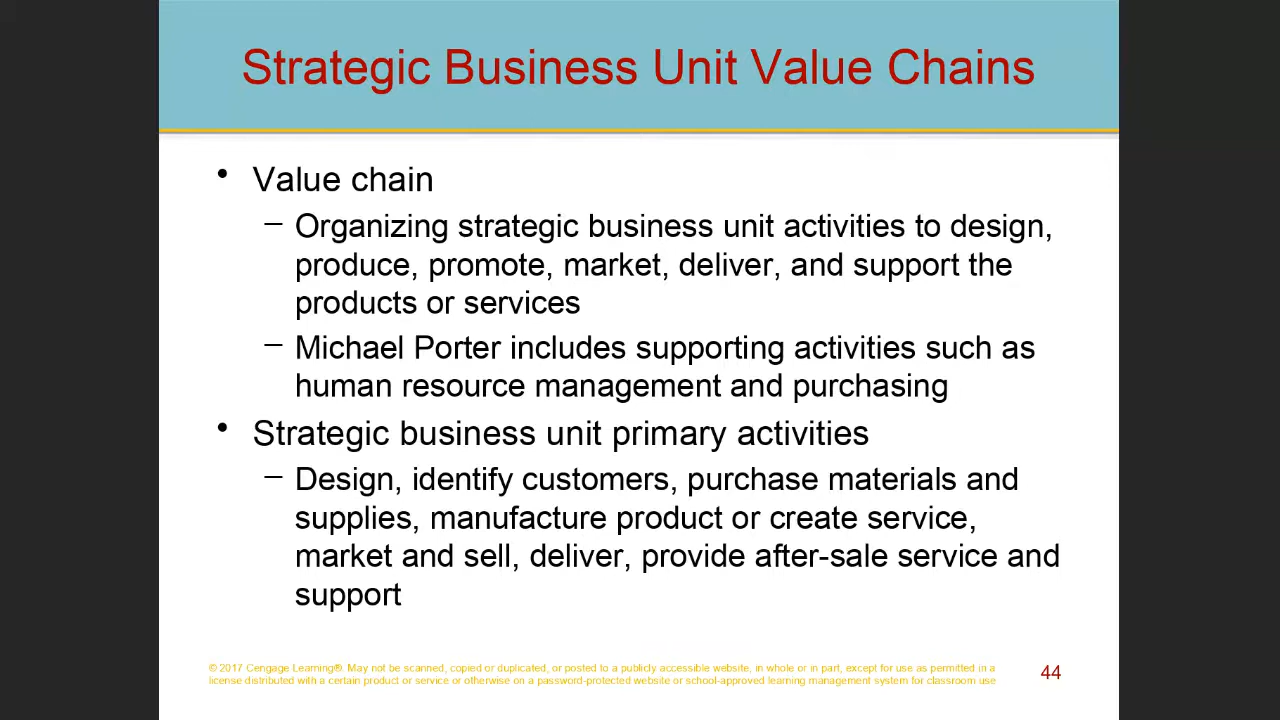 Strategic Business Unit Value Chains
• Value chain
– Organizing strategic business unit activities to design,
produce, promote, market, deliver, and support the
products or services
– Michael Porter includes supporting activities such as
human resource management and purchasing
• Strategic business unit primary activities
– Design, identify customers, purchase materials and
supplies, manufacture product or create service,
market and sell, deliver, provide after-sale service and
support
© 2017 Cengage Learning®. May not be scanned, copied or duplicated, or posted to a publicly accessible website, in whole or in part, except for use as permitted in a
license distributed with a certain product or service or otherwise on a password-protected website or school-approved learning management system for classroom use
44